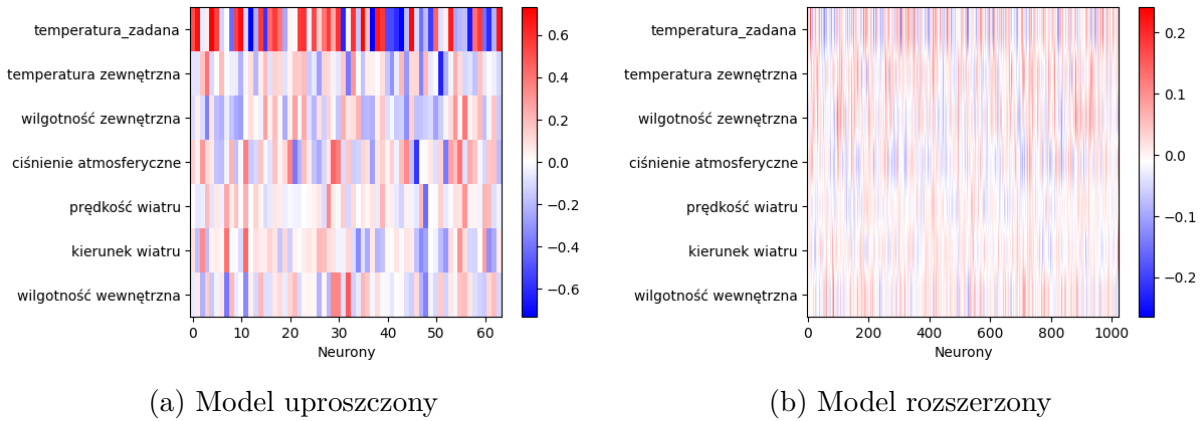 temperatura_zadana
temperatura zewnętrzna
wilgotność zewnętrzna
ciśnienie atmosferyczne
prędkość wiatru
kierunek wiatru
wilgotność wewnętrzna
0 10 20 30 40 50 60
Neurony
0.6
0.4
0.2
0.0
−0.2
−0.4
−0.6
(a) Model uproszczony
temperatura_zadana
temperatura zewnętrzna
wilgotność zewnętrzna
ciśnienie atmosferyczne
prędkość wiatru
kierunek wiatru
wilgotność wewnętrzna
0 200 400 600 800 1000
Neurony
0.2
0.1
0.0
−0.1
−0.2
(b) Model rozszerzony